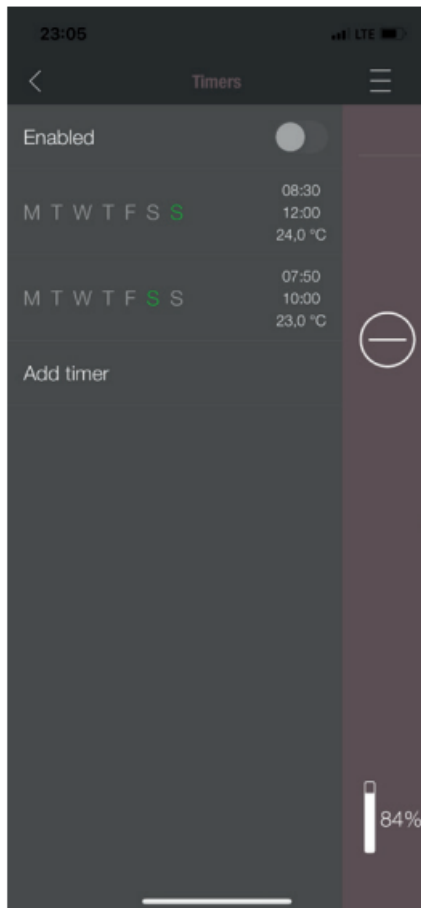 23:05 LTE
Timers
Enabled
M T W T F S S
08:30
12:00
24,0 °C
M T W T F S S
07:50
10:00
23,0 °C
Add timer
84%